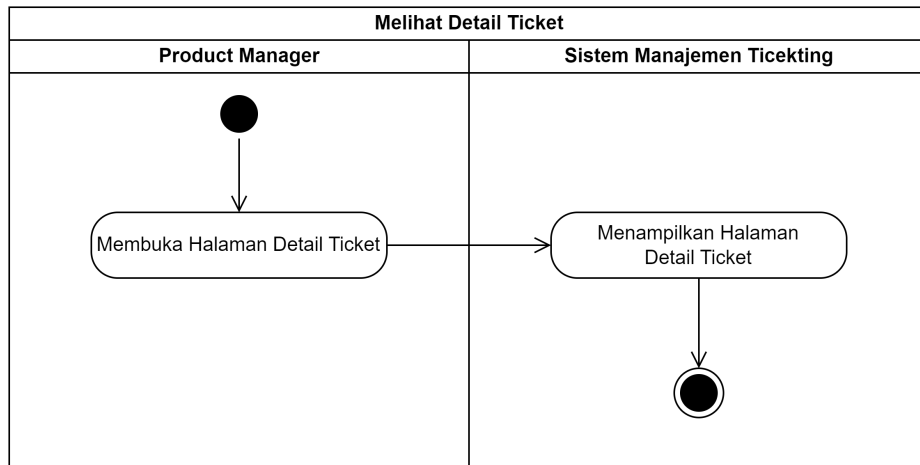 Melihat Detail Ticket
Product Manager
Sistem Manajemen Ticekting
Membuka Halaman Detail Ticket
Menampilkan Halaman
Detail Ticket